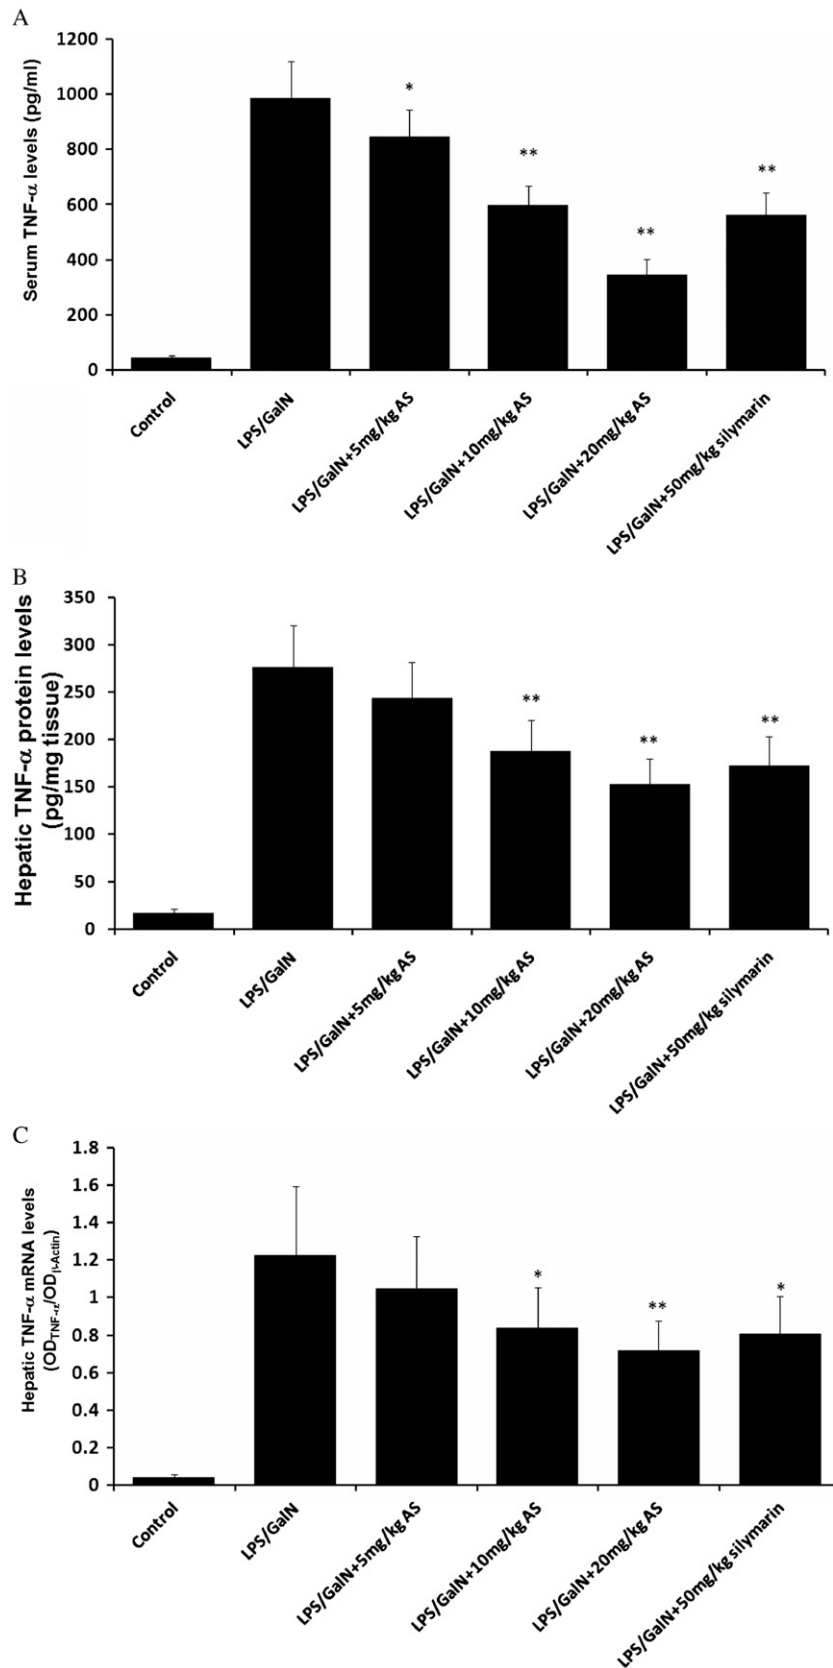 A
Serum TNF-α levels (pg/ml)
1200
1000
800
600
400
200
0
*
**
**
**
Control
LPS/GalN
LPS/GalN+5mg/kg AS
LPS/GalN+10mg/kg AS
LPS/GalN+20mg/kg AS
LPS/GalN+50mg/kg silymarin
B
Hepatic TNF-α protein levels
(pg/mg tissue)
350
300
250
200
150
100
50
0
**
**
**
Control
LPS/GalN
LPS/GalN+5mg/kg AS
LPS/GalN+10mg/kg AS
LPS/GalN+20mg/kg AS
LPS/GalN+50mg/kg silymarin
C
Hepatic TNF-α mRNA levels
(OD_TNF-α/OD_β-Actin)
1.8
1.6
1.4
1.2
1
0.8
0.6
0.4
0.2
0
*
**
*
Control
LPS/GalN
LPS/GalN+5mg/kg AS
LPS/GalN+10mg/kg AS
LPS/GalN+20mg/kg AS
LPS/GalN+50mg/kg silymarin